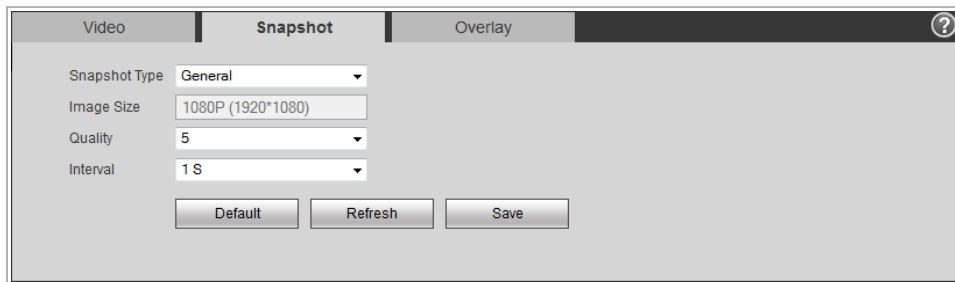 Video Snapshot Overlay ?
Snapshot Type General
Image Size 1080P (1920*1080)
Quality 5
Interval 1 S
Default Refresh Save